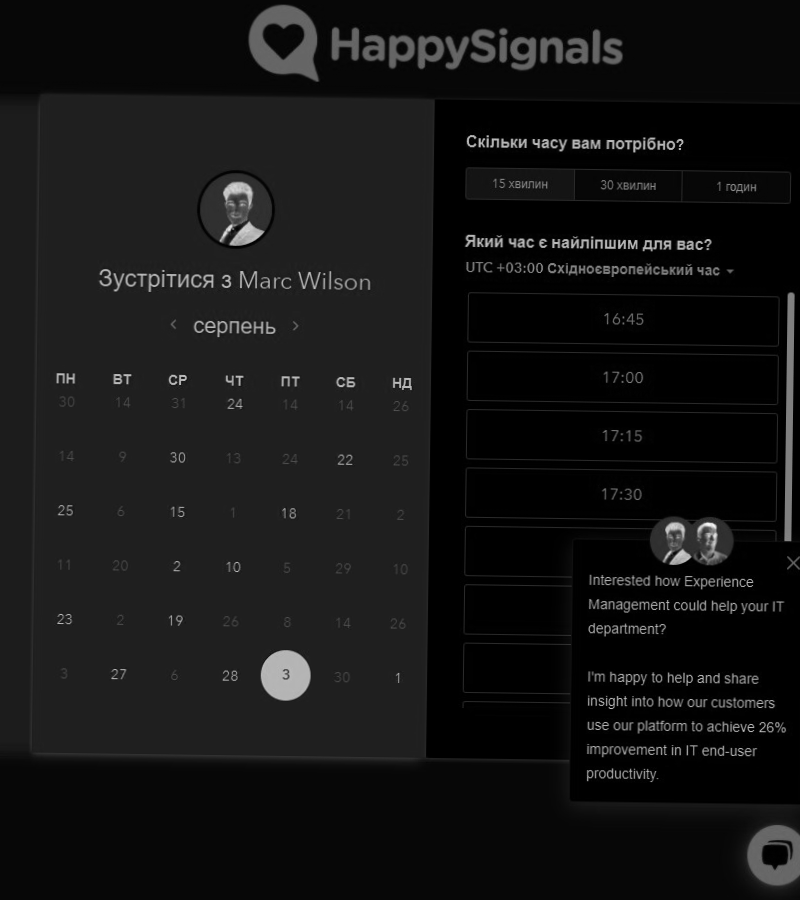 HappySignals
Зустрітися з Marc Wilson
серпень
ПН ВТ СР ЧТ ПТ СБ НД
30 14 31 24 14 14 26
14 9 30 13 24 22 25
25 6 15 1 18 21 2
11 20 2 10 5 29 10
23 2 19 26 8 14 26
3 27 6 28 3 30 1
Скільки часу вам потрібно?
15 хвилин 30 хвилин 1 годин
Який час є найліпшим для вас?
UTC +03:00 Східноєвропейський час
16:45
17:00
17:15
17:30
Interested how Experience
Management could help your IT
department?
I'm happy to help and share
insight into how our customers
use our platform to achieve 26%
improvement in IT end-user
productivity.